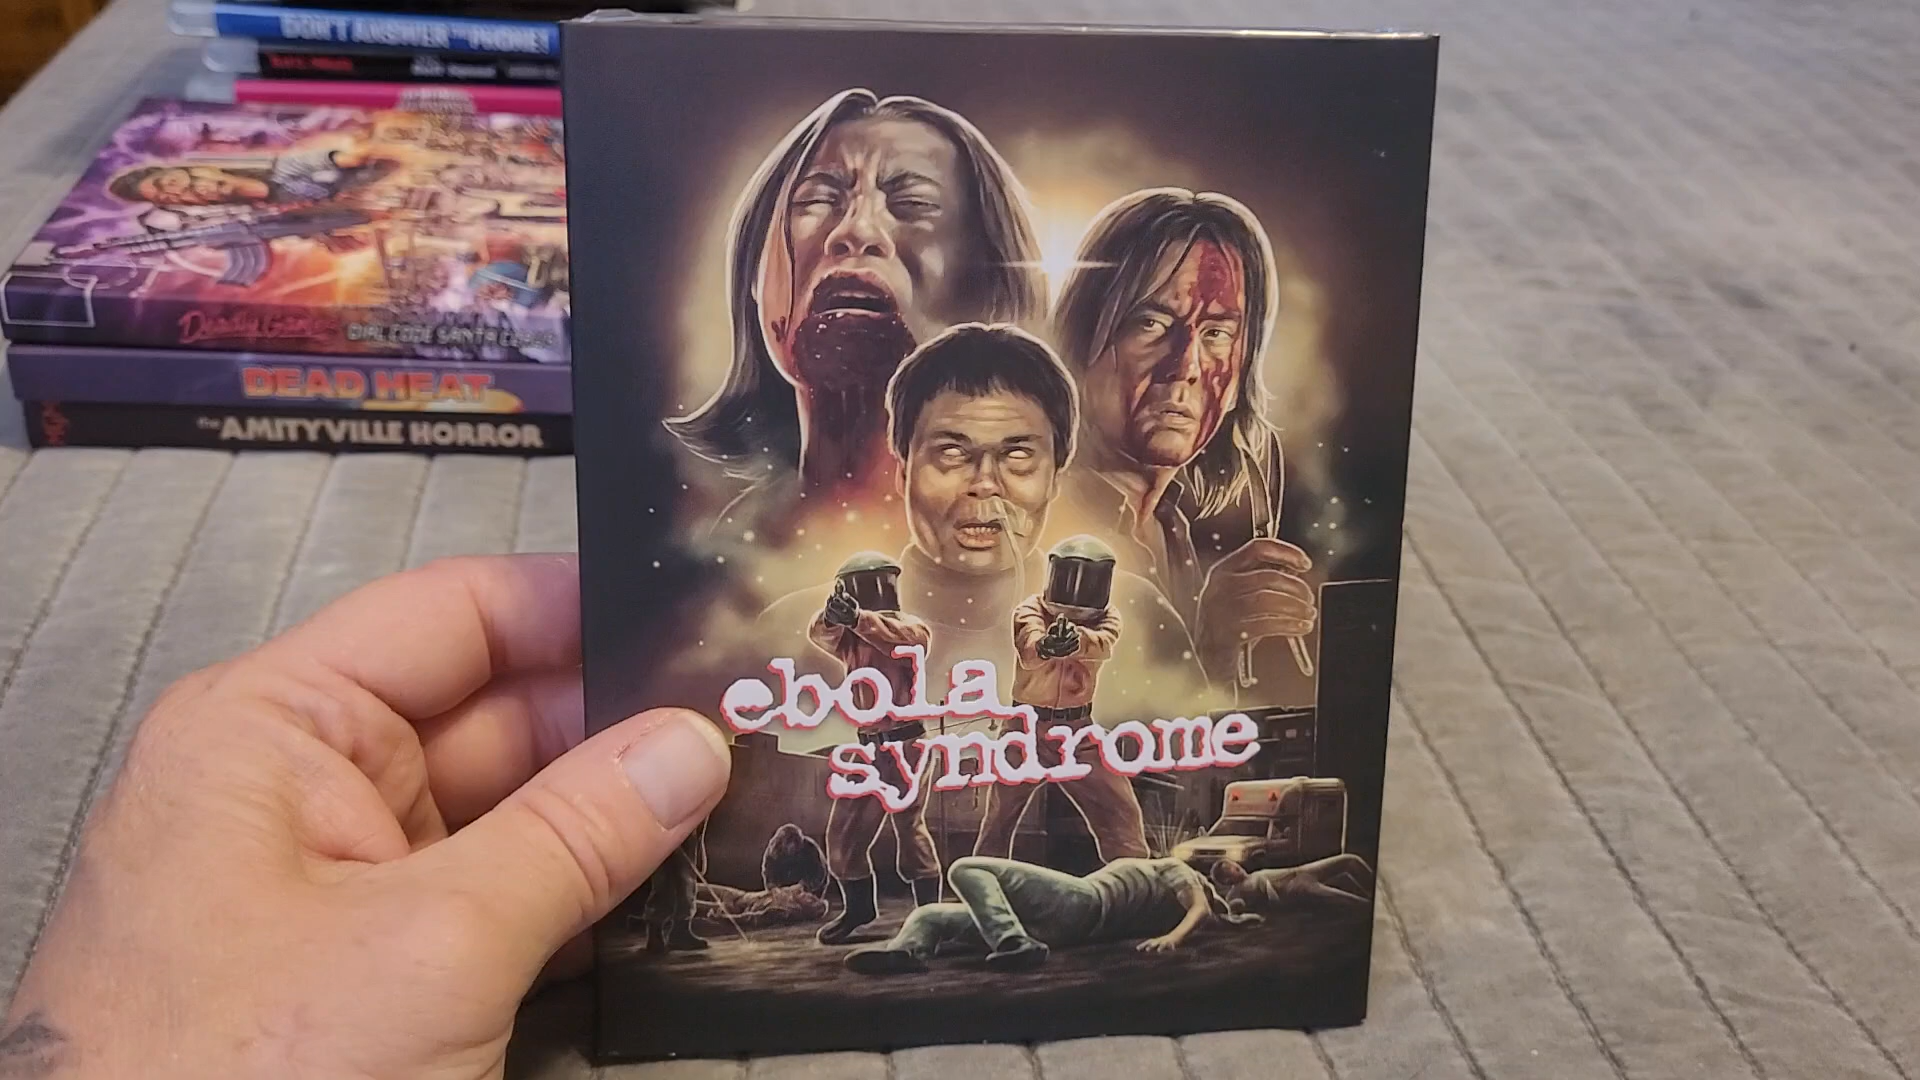 DON'T ANSWER THE PHONE!
Deadly Games
DIAL CODE SANTA CLAUS
DEAD HEAT
The AMITYVILLE HORROR
ebola
syndrome